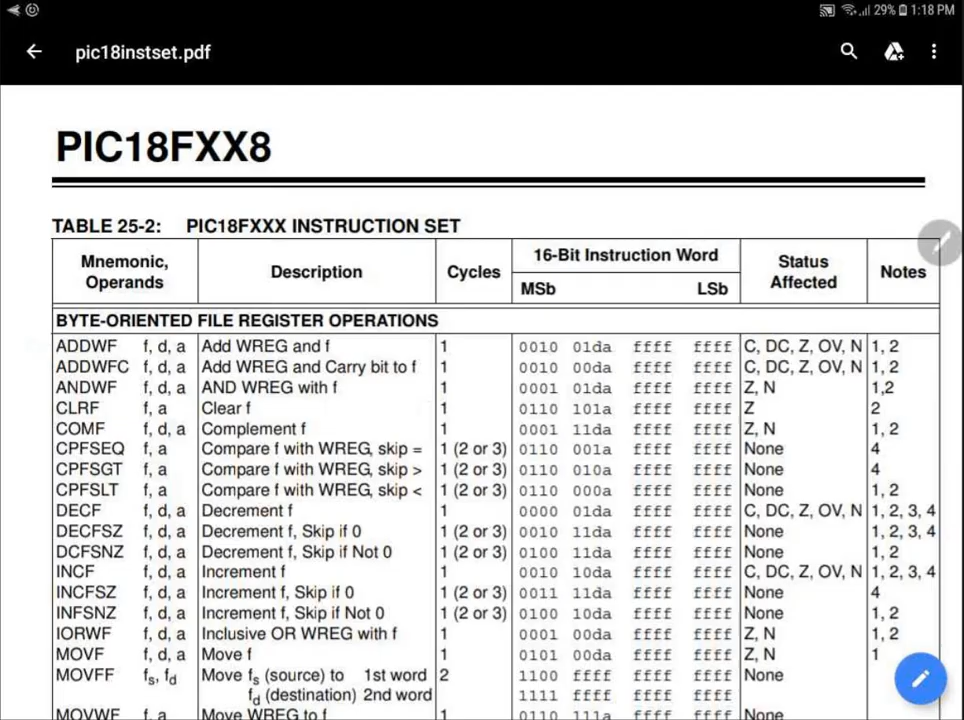 29% 1:18 PM
pic18instset.pdf
PIC18FXX8
TABLE 25-2: PIC18FXXX INSTRUCTION SET
Mnemonic, Operands Description Cycles 16-Bit Instruction Word MSb LSb Status Affected Notes
BYTE-ORIENTED FILE REGISTER OPERATIONS
ADDWF f, d, a Add WREG and f 1 0010 01da ffff ffff C, DC, Z, OV, N 1, 2
ADDWFC f, d, a Add WREG and Carry bit to f 1 0010 00da ffff ffff C, DC, Z, OV, N 1, 2
ANDWF f, d, a AND WREG with f 1 0001 01da ffff ffff Z, N 1,2
CLRF f, a Clear f 1 0110 101a ffff ffff Z 2
COMF f, d, a Complement f 1 0001 11da ffff ffff Z, N 1, 2
CPFSEQ f, a Compare f with WREG, skip = 1 (2 or 3) 0110 001a ffff ffff None 4
CPFSGT f, a Compare f with WREG, skip > 1 (2 or 3) 0110 010a ffff ffff None 4
CPFSLT f, a Compare f with WREG, skip < 1 (2 or 3) 0110 000a ffff ffff None 1, 2
DECF f, d, a Decrement f 1 0000 01da ffff ffff C, DC, Z, OV, N 1, 2, 3, 4
DECFSZ f, d, a Decrement f, Skip if 0 1 (2 or 3) 0010 11da ffff ffff None 1, 2, 3, 4
DCFSNZ f, d, a Decrement f, Skip if Not 0 1 (2 or 3) 0100 11da ffff ffff None 1, 2
INCF f, d, a Increment f 1 0010 10da ffff ffff C, DC, Z, OV, N 1, 2, 3, 4
INCFSZ f, d, a Increment f, Skip if 0 1 (2 or 3) 0011 11da ffff ffff None 4
INFSNZ f, d, a Increment f, Skip if Not 0 1 (2 or 3) 0100 10da ffff ffff None 1, 2
IORWF f, d, a Inclusive OR WREG with f 1 0001 00da ffff ffff Z, N 1, 2
MOVF f, d, a Move f 1 0101 00da ffff ffff Z, N 1
MOVFF fs, fd Move fs (source) to 1st word 2 1100 ffff ffff ffff None
fd (destination) 2nd word 1111 ffff ffff ffff
MOVWF f, a Move WREG to f 1 0110 111a ffff ffff None